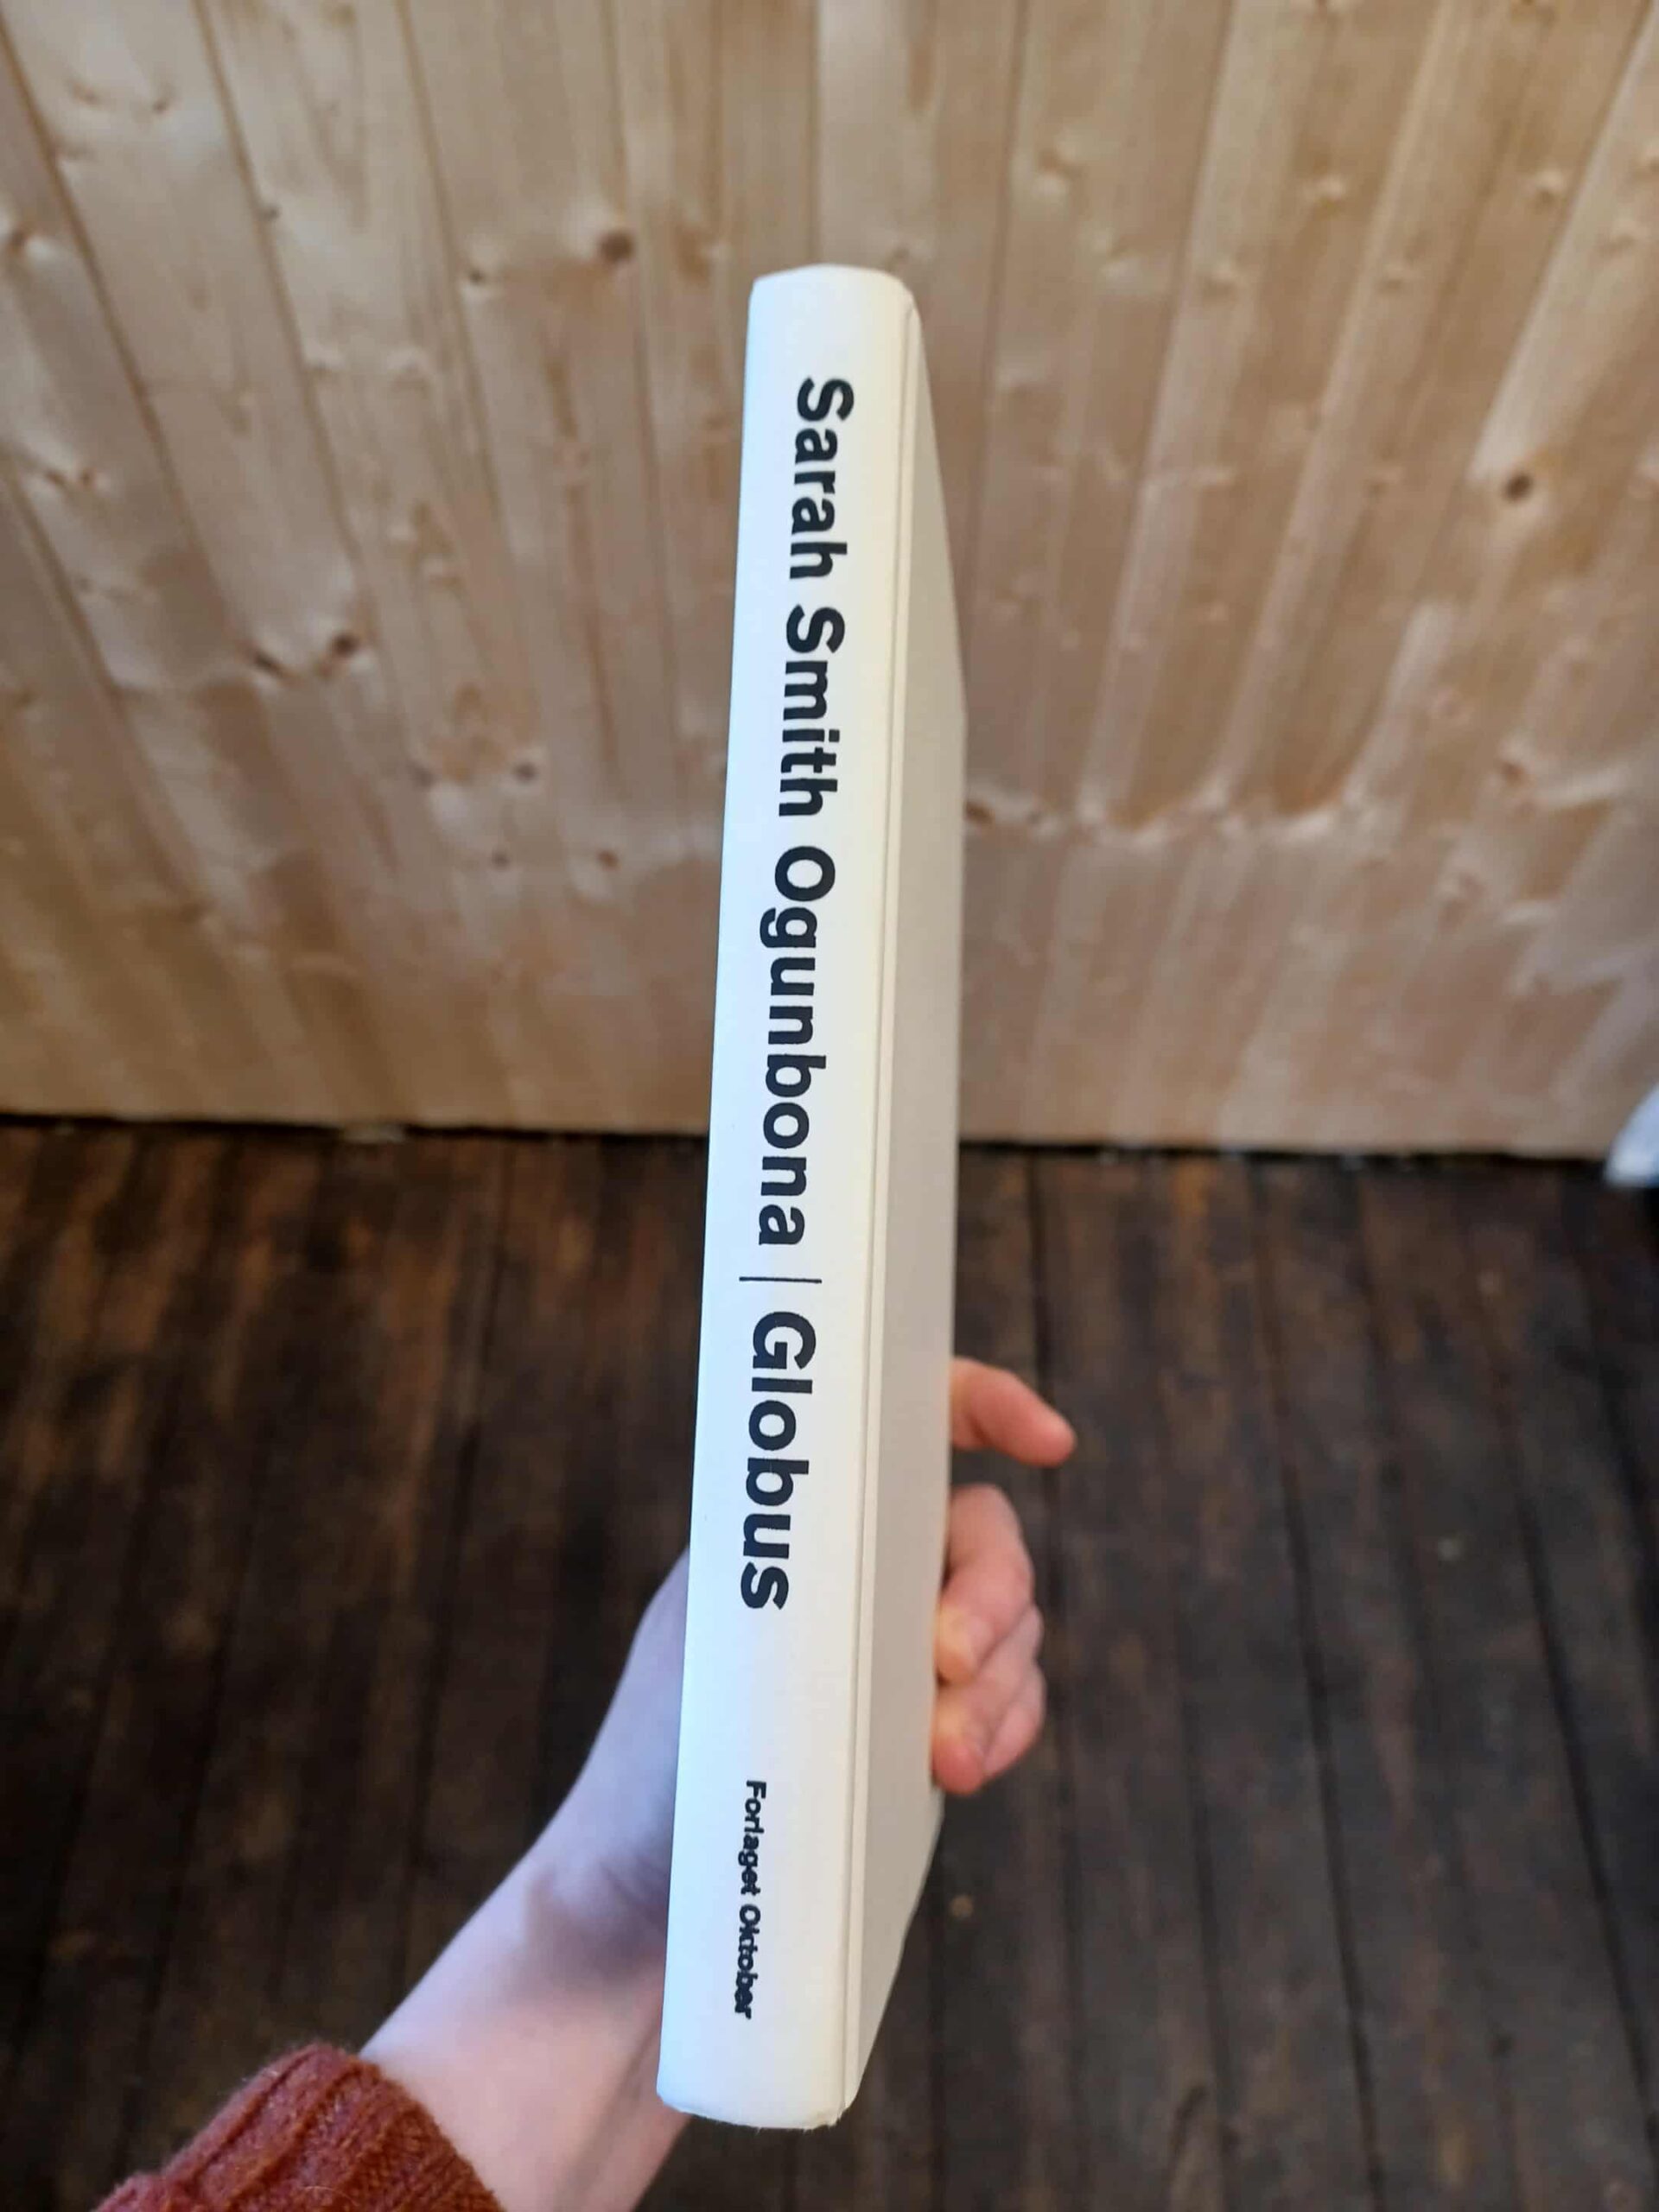 Sarah Smith Ogunbona | Globus
Forlaget Oktober